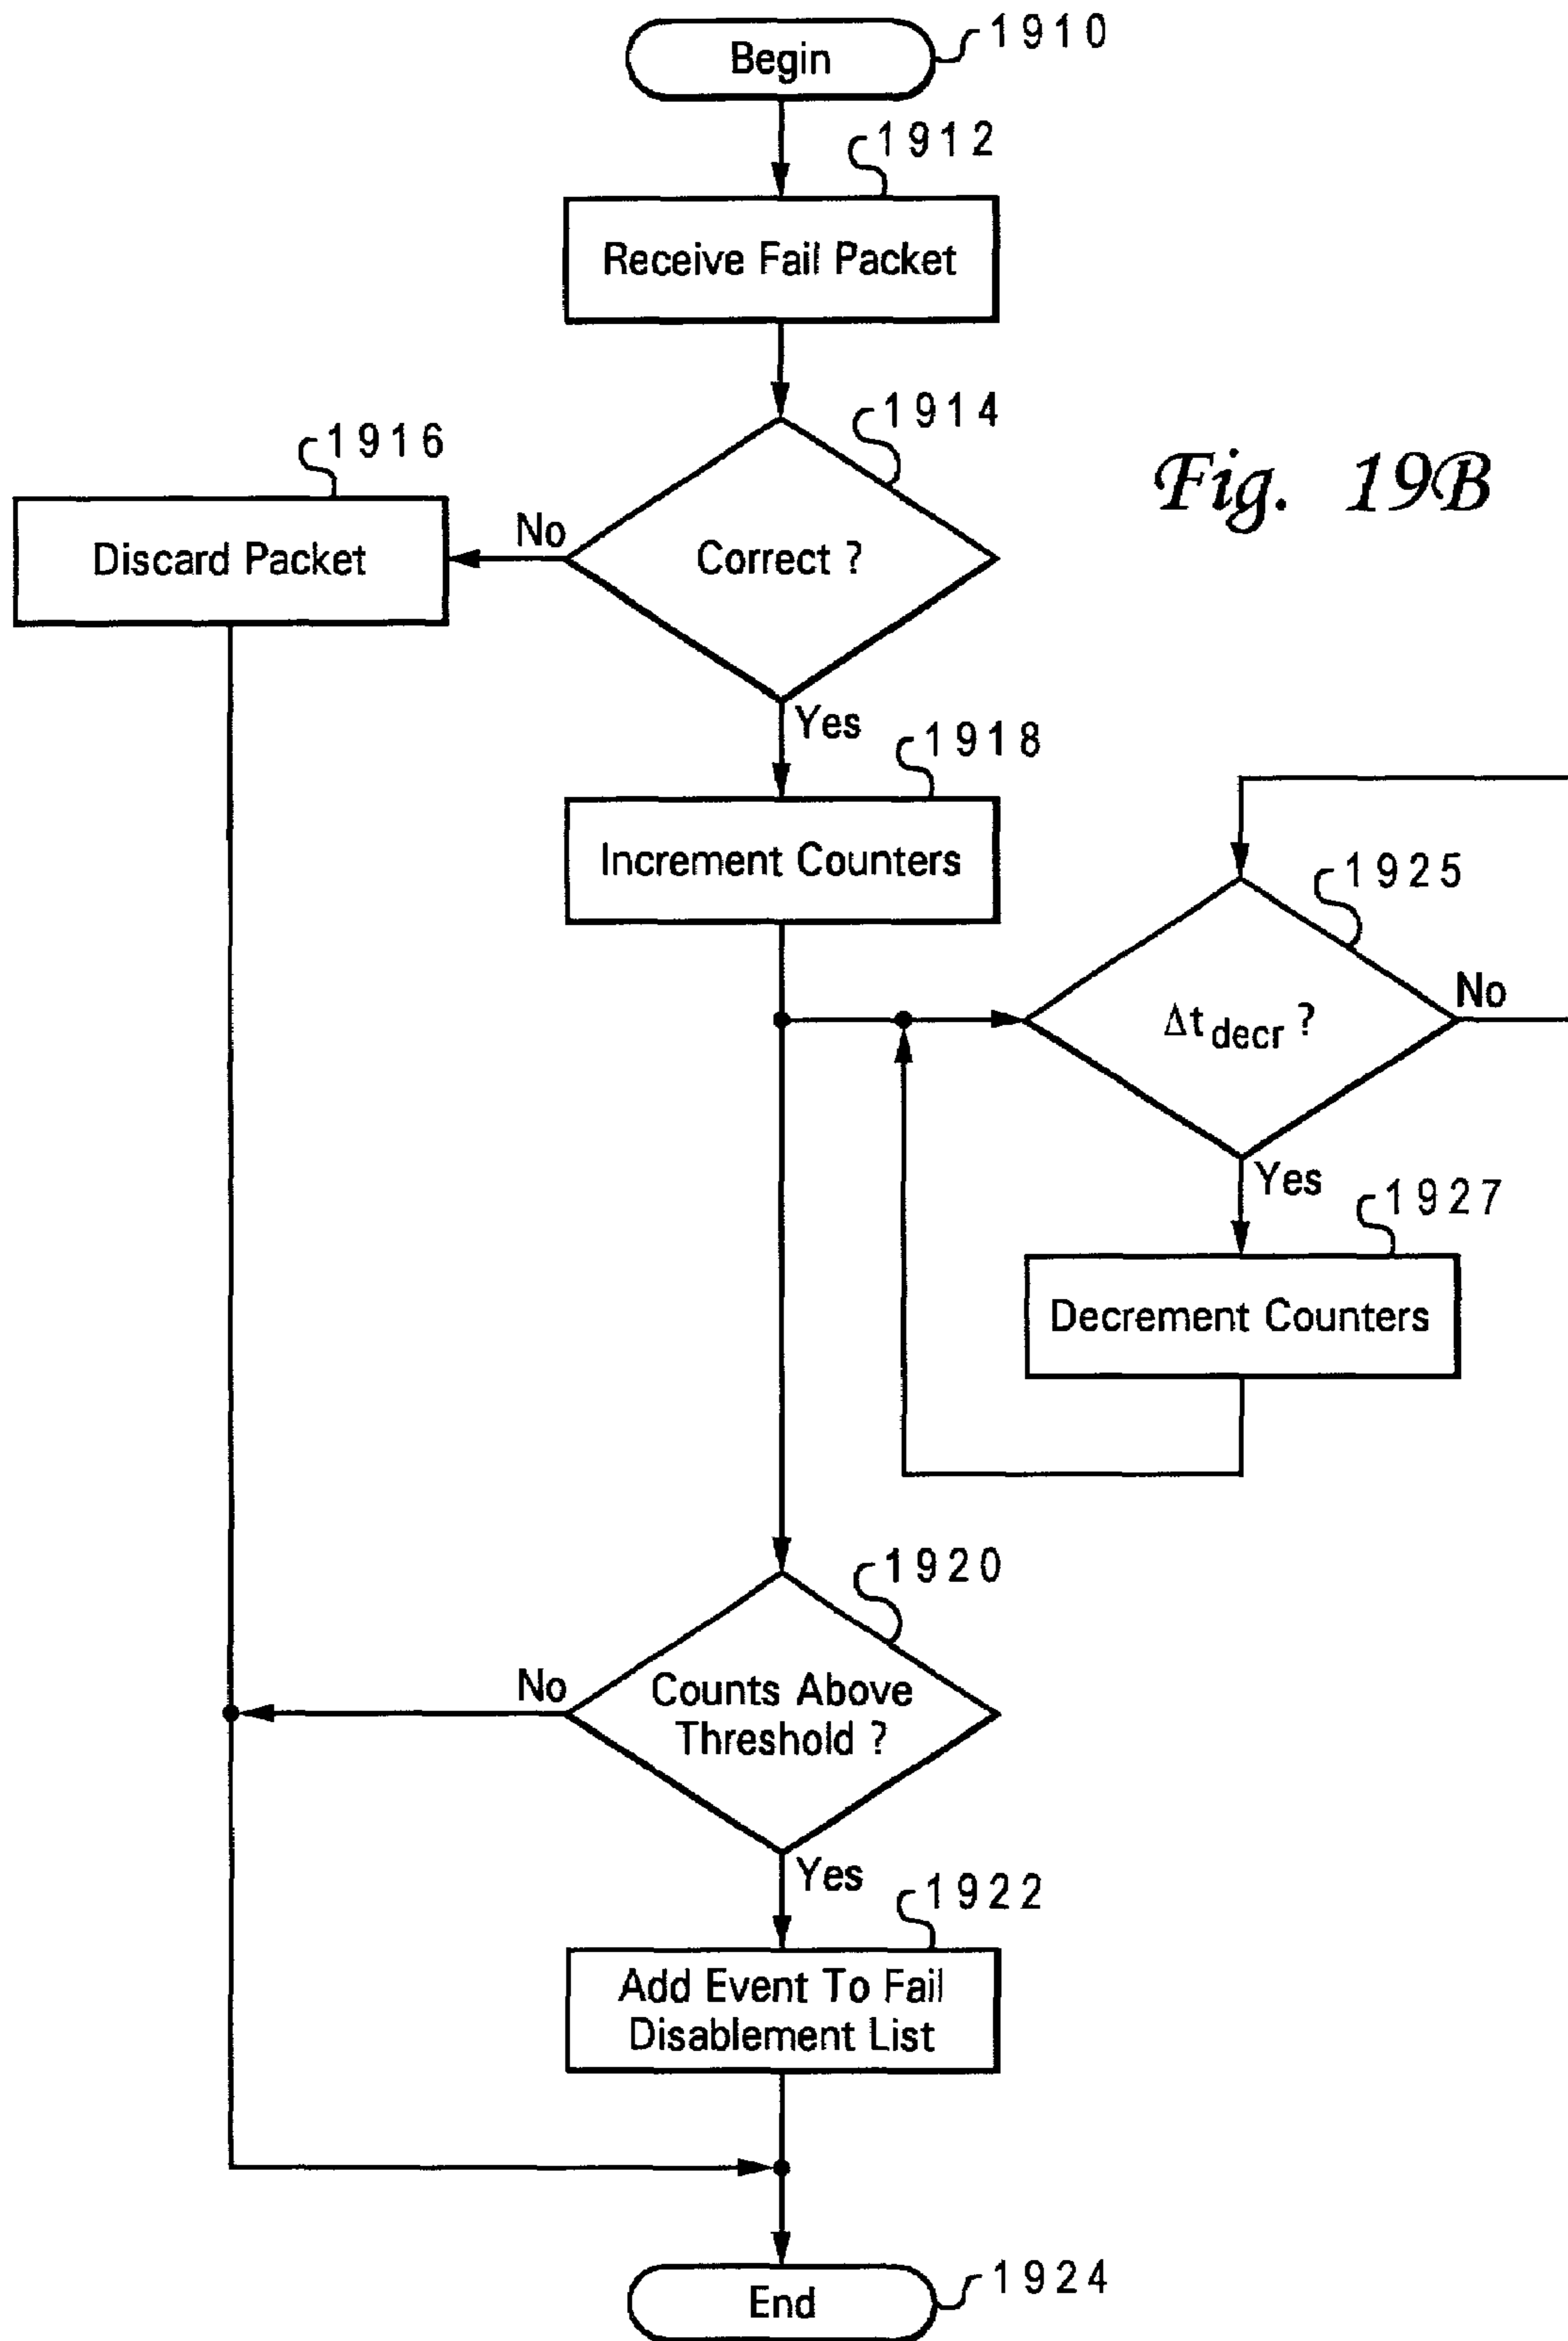 Begin
1910
1912
Receive Fail Packet
1914
Correct ?
No
1916
Discard Packet
Fig. 19B
Yes
1918
Increment Counters
1925
Δt decr ?
No
Yes
1927
Decrement Counters
1920
Counts Above
Threshold ?
No
Yes
1922
Add Event To Fail
Disablement List
1924
End